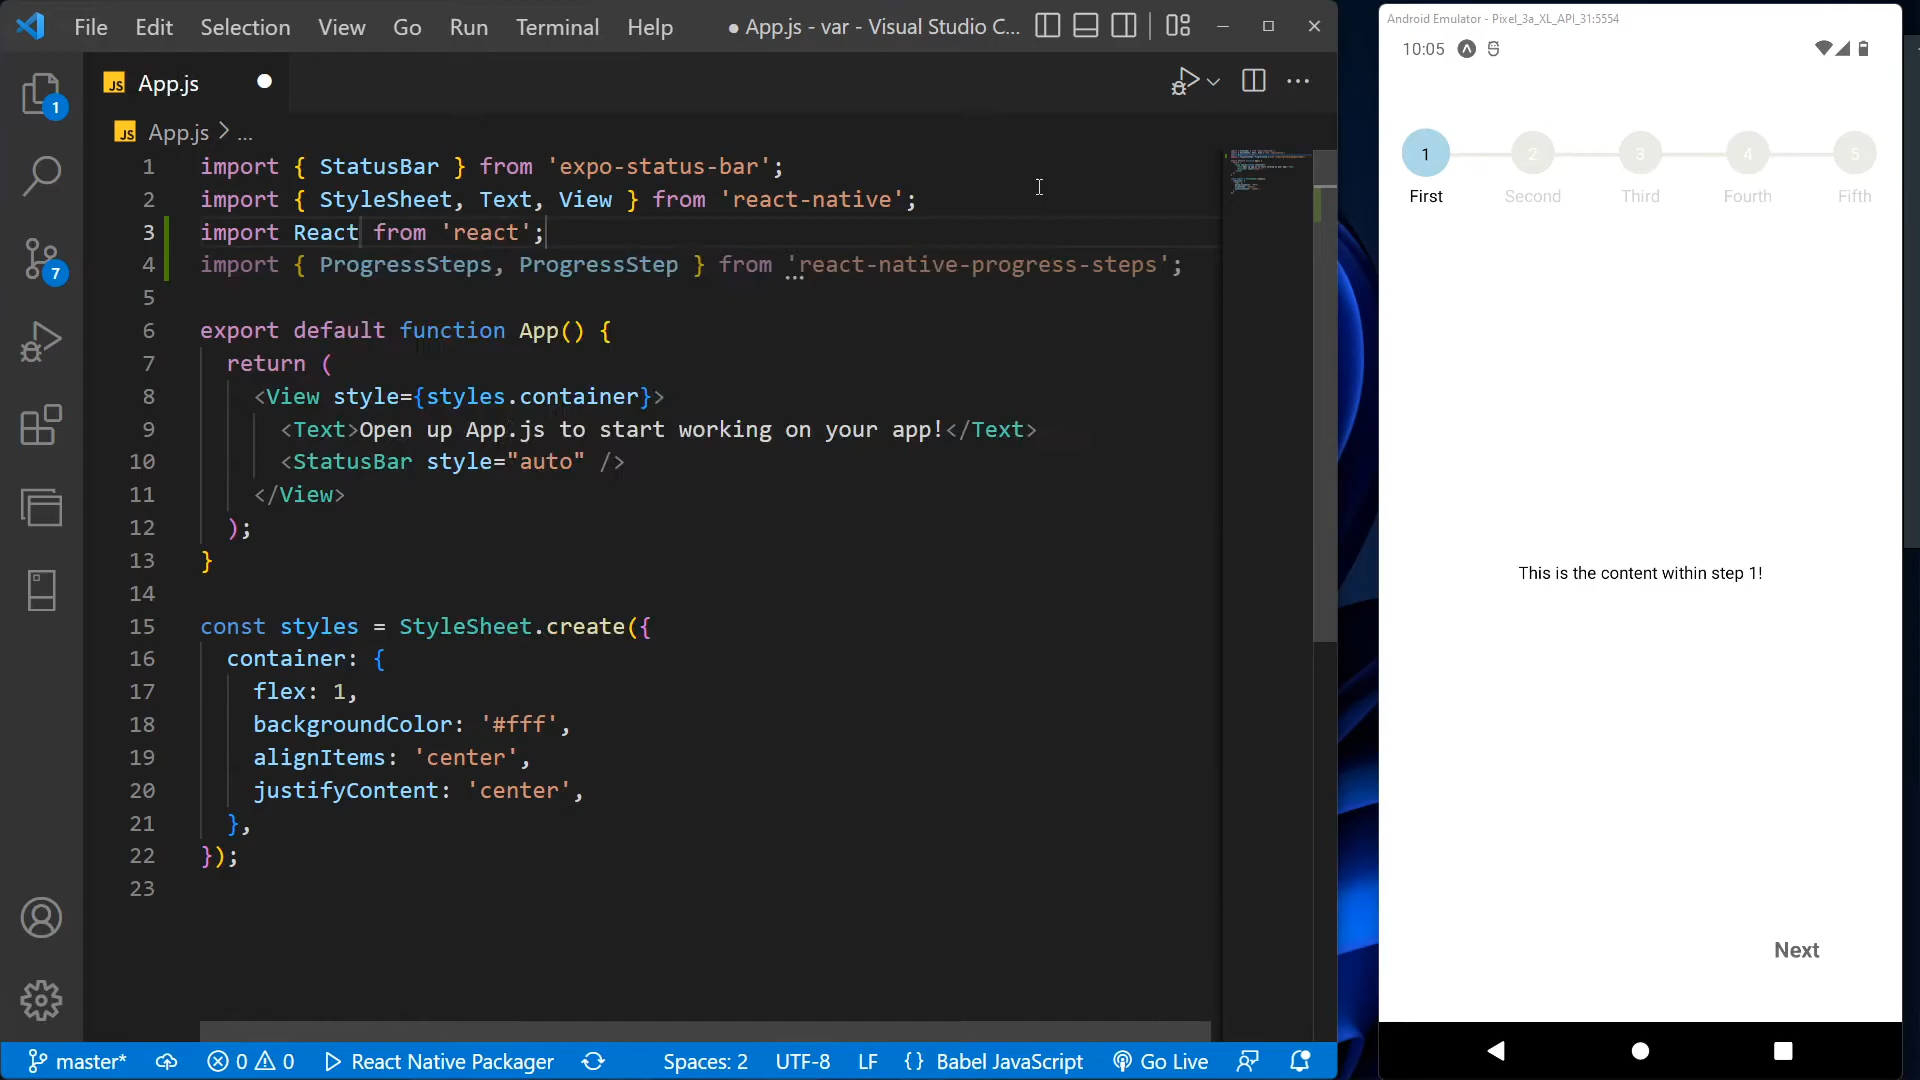 File Edit Selection View Go Run Terminal Help ● App.js - var - Visual Studio C...
JS App.js
JS App.js > ...
1 import { StatusBar } from 'expo-status-bar';
2 import { StyleSheet, Text, View } from 'react-native';
3 import React from 'react';
4 import { ProgressSteps, ProgressStep } from 'react-native-progress-steps';
5
6 export default function App() {
7 return (
8 <View style={styles.container}>
9 <Text>Open up App.js to start working on your app!</Text>
10 <StatusBar style="auto" />
11 </View>
12 );
13 }
14
15 const styles = StyleSheet.create({
16 container: {
17 flex: 1,
18 backgroundColor: '#fff',
19 alignItems: 'center',
20 justifyContent: 'center',
21 },
22 });
23
1
7
master* 0 0 React Native Packager Spaces: 2 UTF-8 LF {} Babel JavaScript Go Live
Android Emulator - Pixel_3a_XL_API_31:5554
10:05
1 2 3 4 5
First Second Third Fourth Fifth
This is the content within step 1!
Next